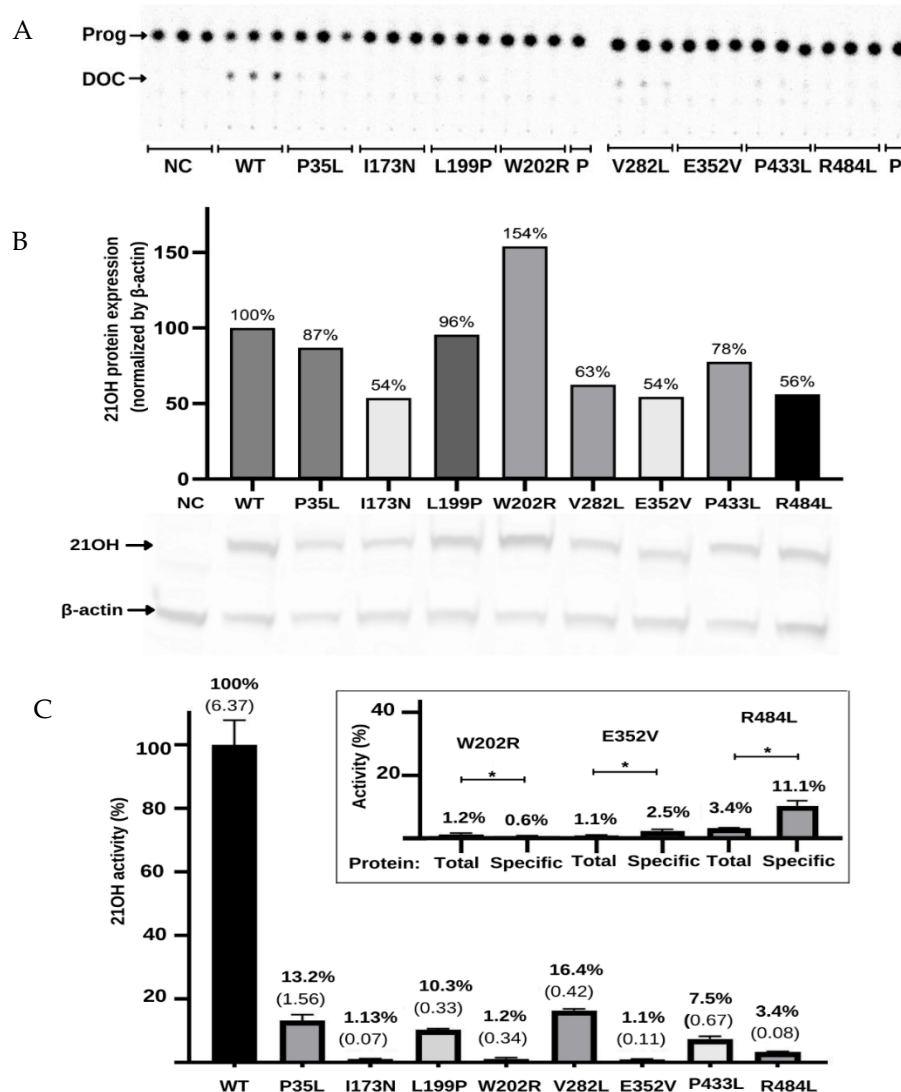 A
Prog
DOC
NC WT P35L I173N L199P W202R P V282L E352V P433L R484L P
B
21OH protein expression
(normalized by β-actin)
150
100
50
0
100%
87%
54%
96%
154%
63%
54%
78%
56%
NC WT P35L I173N L199P W202R V282L E352V P433L R484L
21OH
β-actin
C
21OH activity (%)
100
80
60
40
20
100%
(6.37)
13.2%
(1.56)
1.13%
(0.07)
10.3%
(0.33)
1.2%
(0.34)
16.4%
(0.42)
1.1%
(0.11)
7.5%
(0.67)
3.4%
(0.08)
WT P35L I173N L199P W202R V282L E352V P433L R484L
Activity (%)
40
20
W202R
E352V
R484L
*
*
*
1.2%
0.6%
1.1%
2.5%
3.4%
11.1%
Protein: Total Specific Total Specific Total Specific